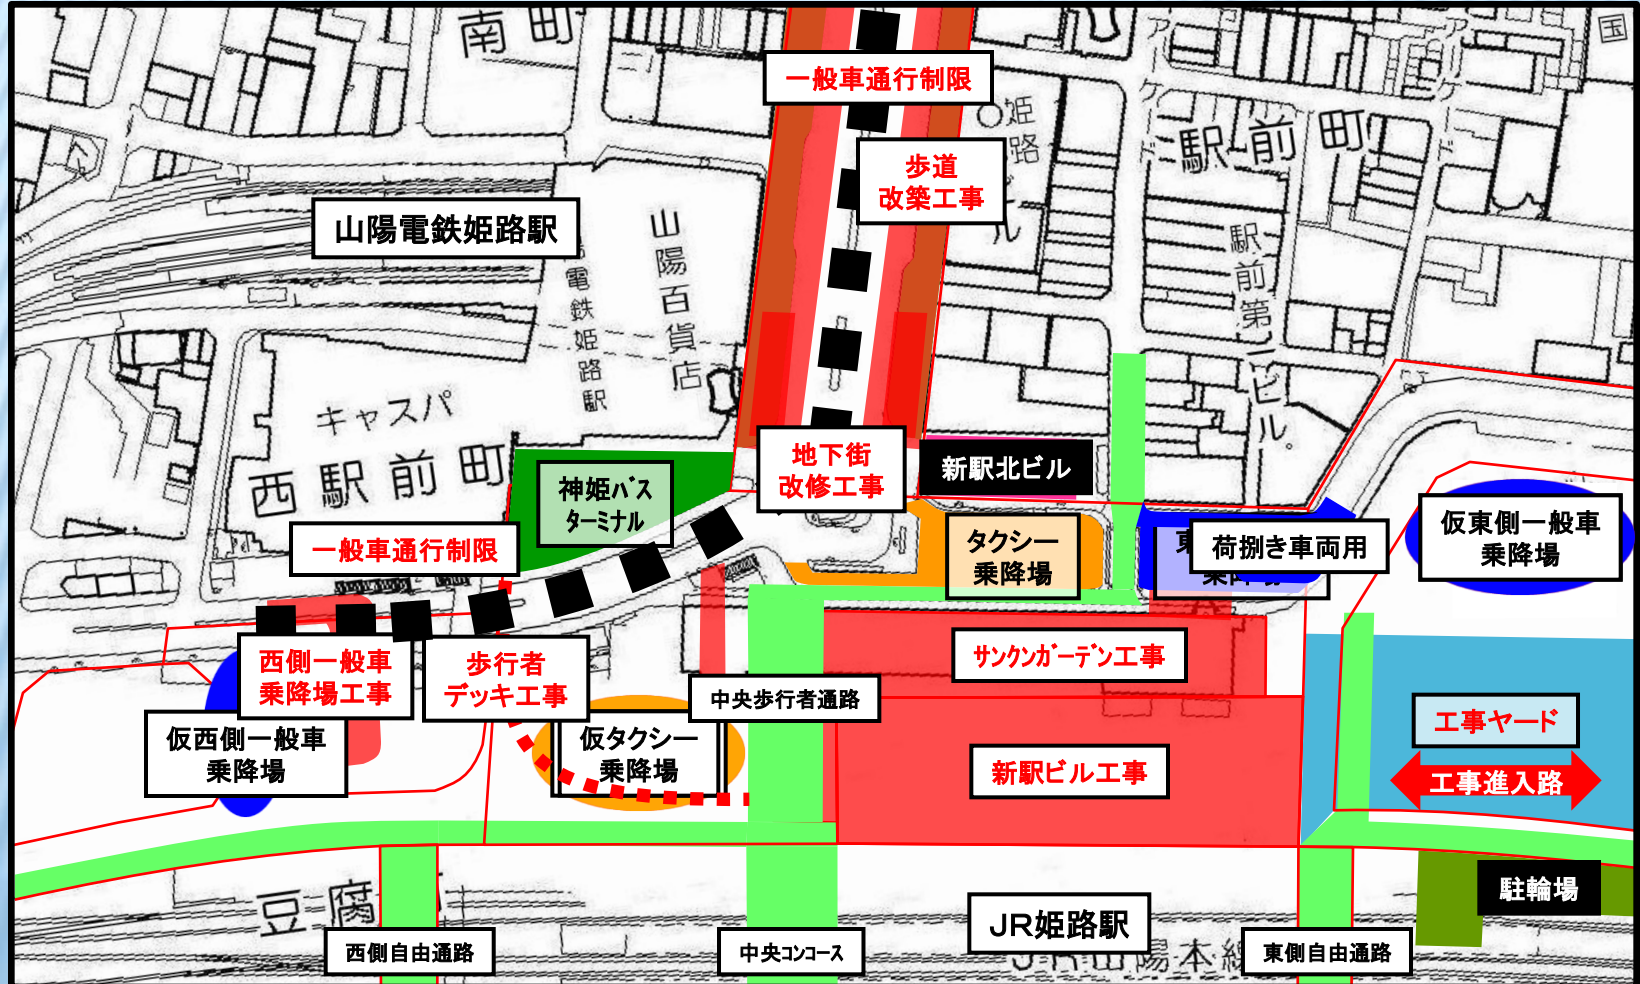 南町
国
一般車通行制限
姫路
ル
駅前町
歩道
改築工事
山陽電鉄姫路駅
山陽百貨店
電鉄姫路駅
駅前第一ビル。
キャスパ
西駅前町
地下街
改修工事
新駅北ビル
神姫バス
ターミナル
一般車通行制限
タクシー
乗降場
東
乗降場
荷捌き車両用
仮東側一般車
乗降場
西側一般車
乗降場工事
歩行者
デッキ工事
サンクンガーデン工事
中央歩行者通路
仮西側一般車
乗降場
仮タクシー
乗降場
新駅ビル工事
工事ヤード
工事進入路
駐輪場
豆腐
JR姫路駅
JR山陽本線
西側自由通路
中央コンコース
東側自由通路